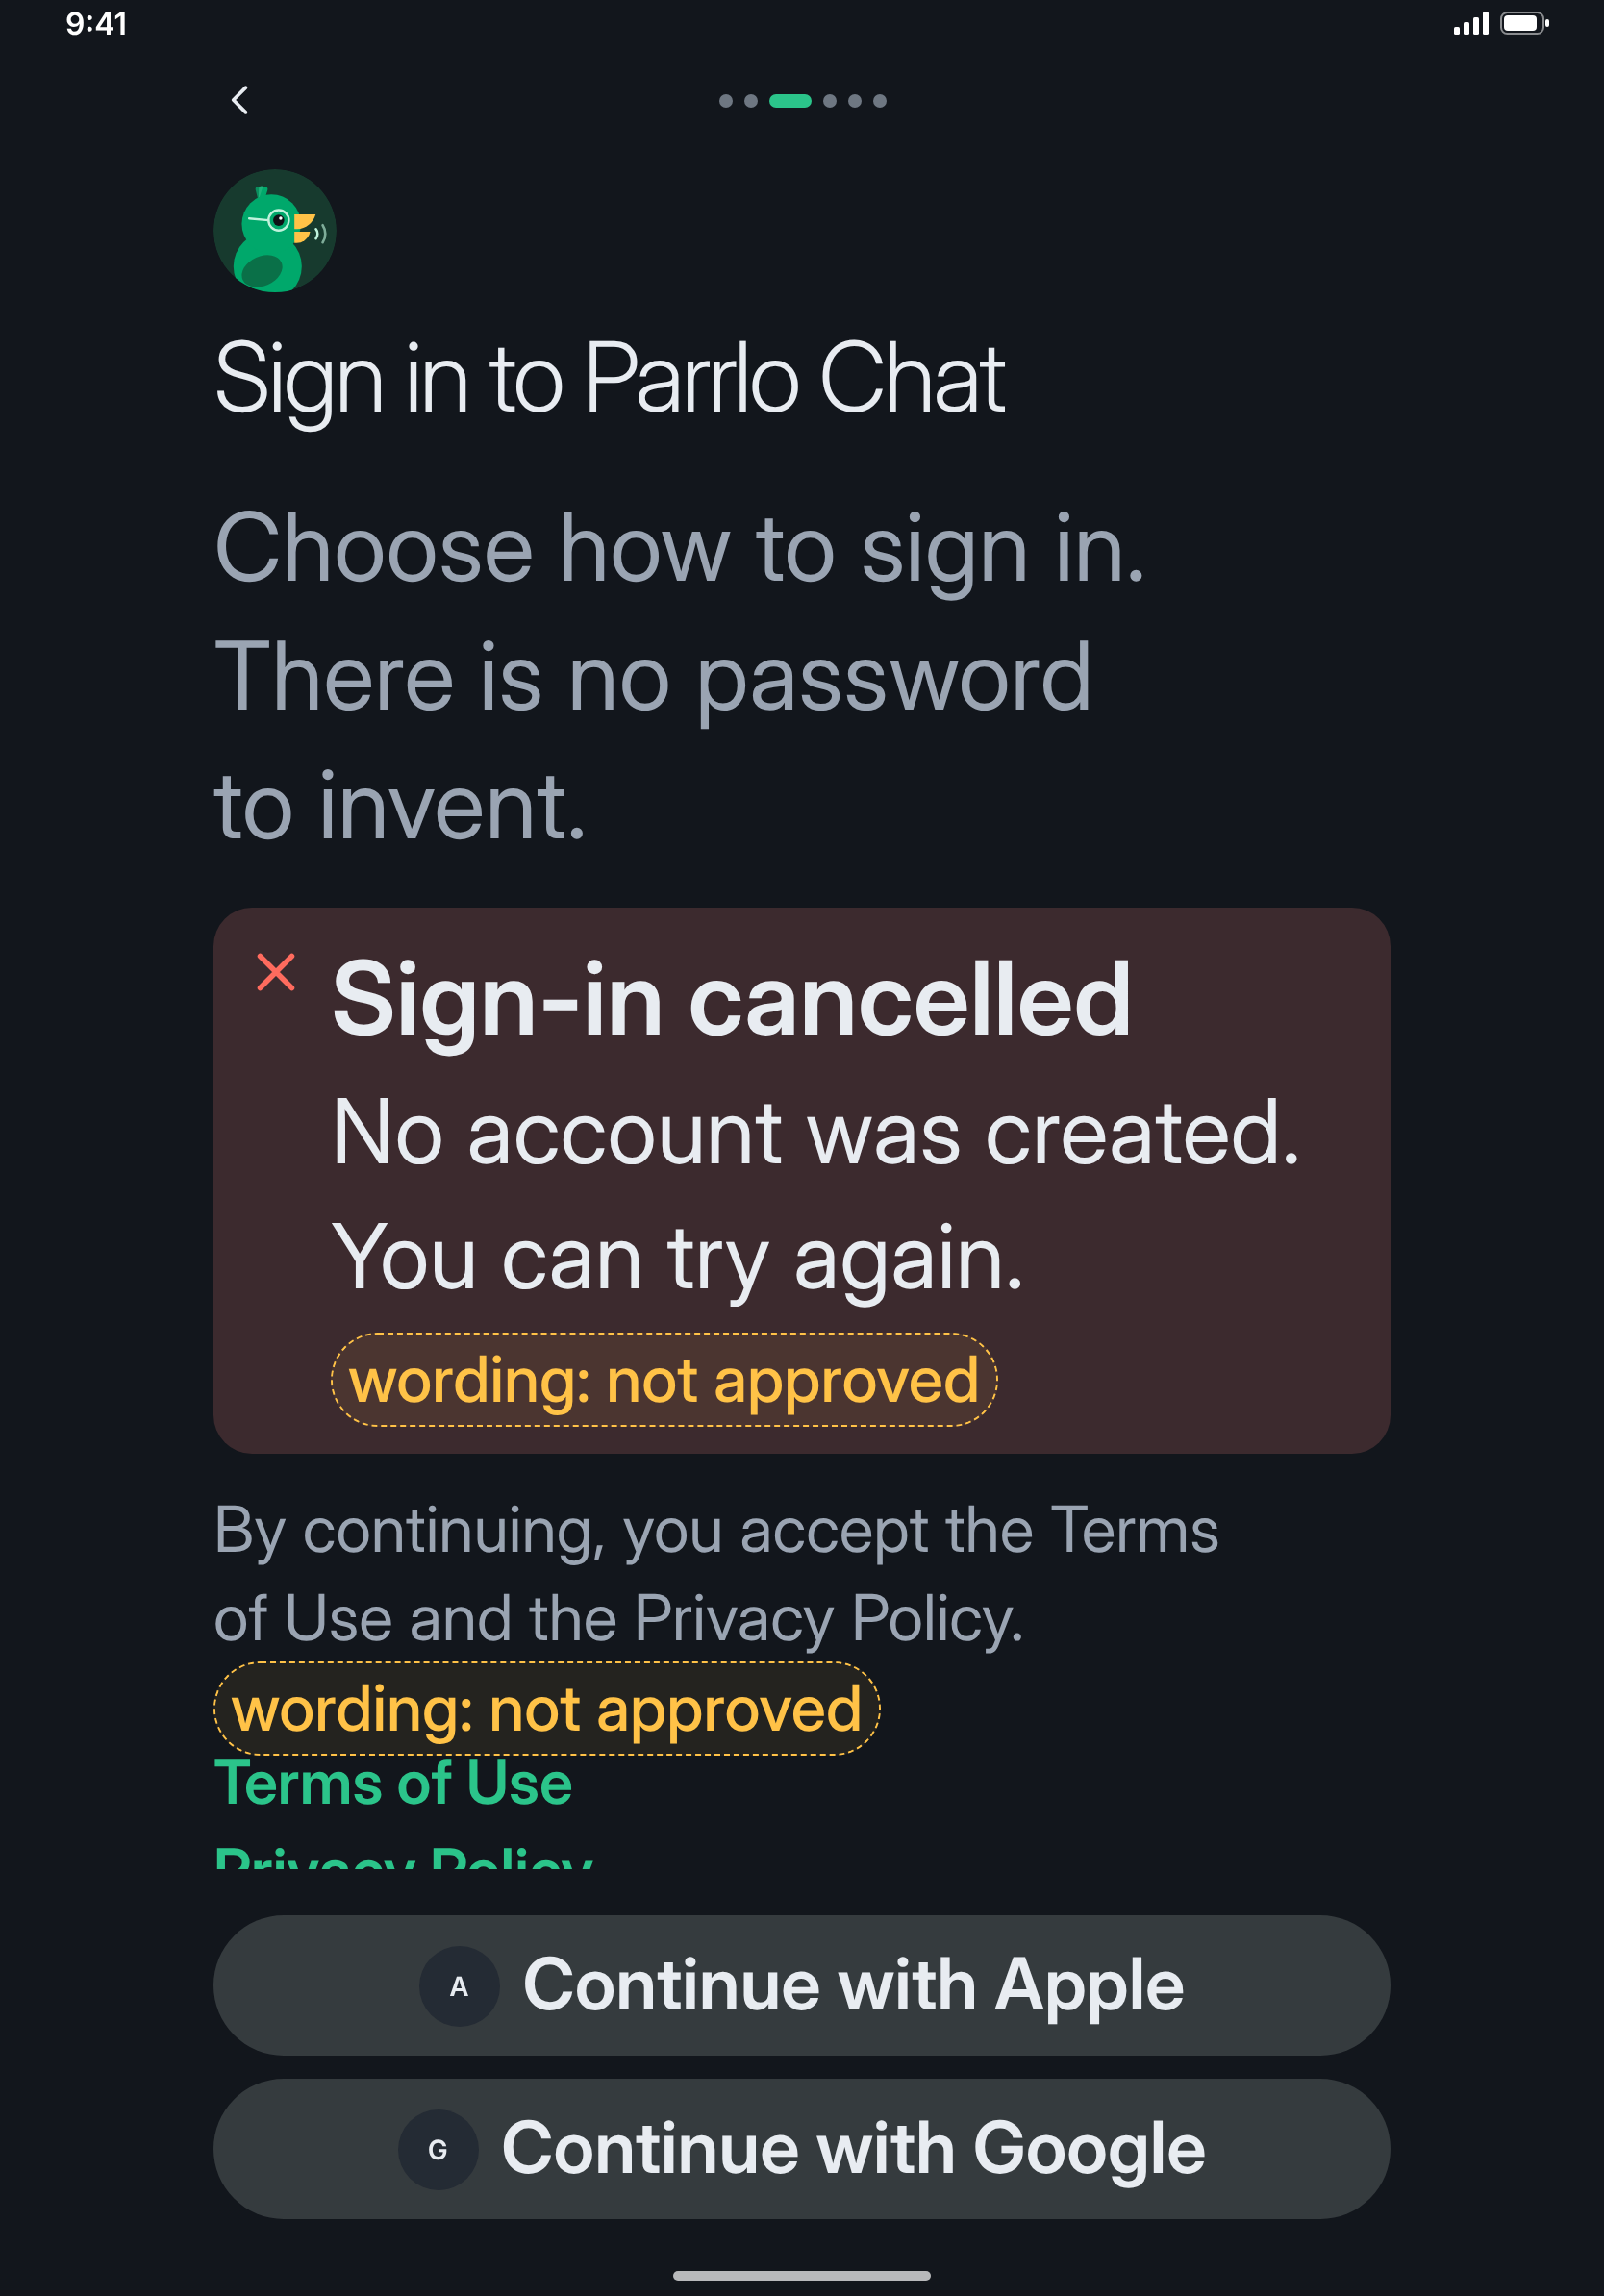 9:41
Sign in to Parrlo Chat
Choose how to sign in.
There is no password
to invent.
Sign-in cancelled
No account was created.
You can try again.
wording: not approved
By continuing, you accept the Terms
of Use and the Privacy Policy.
wording: not approved
Terms of Use
Privacy Policy
A Continue with Apple
G Continue with Google